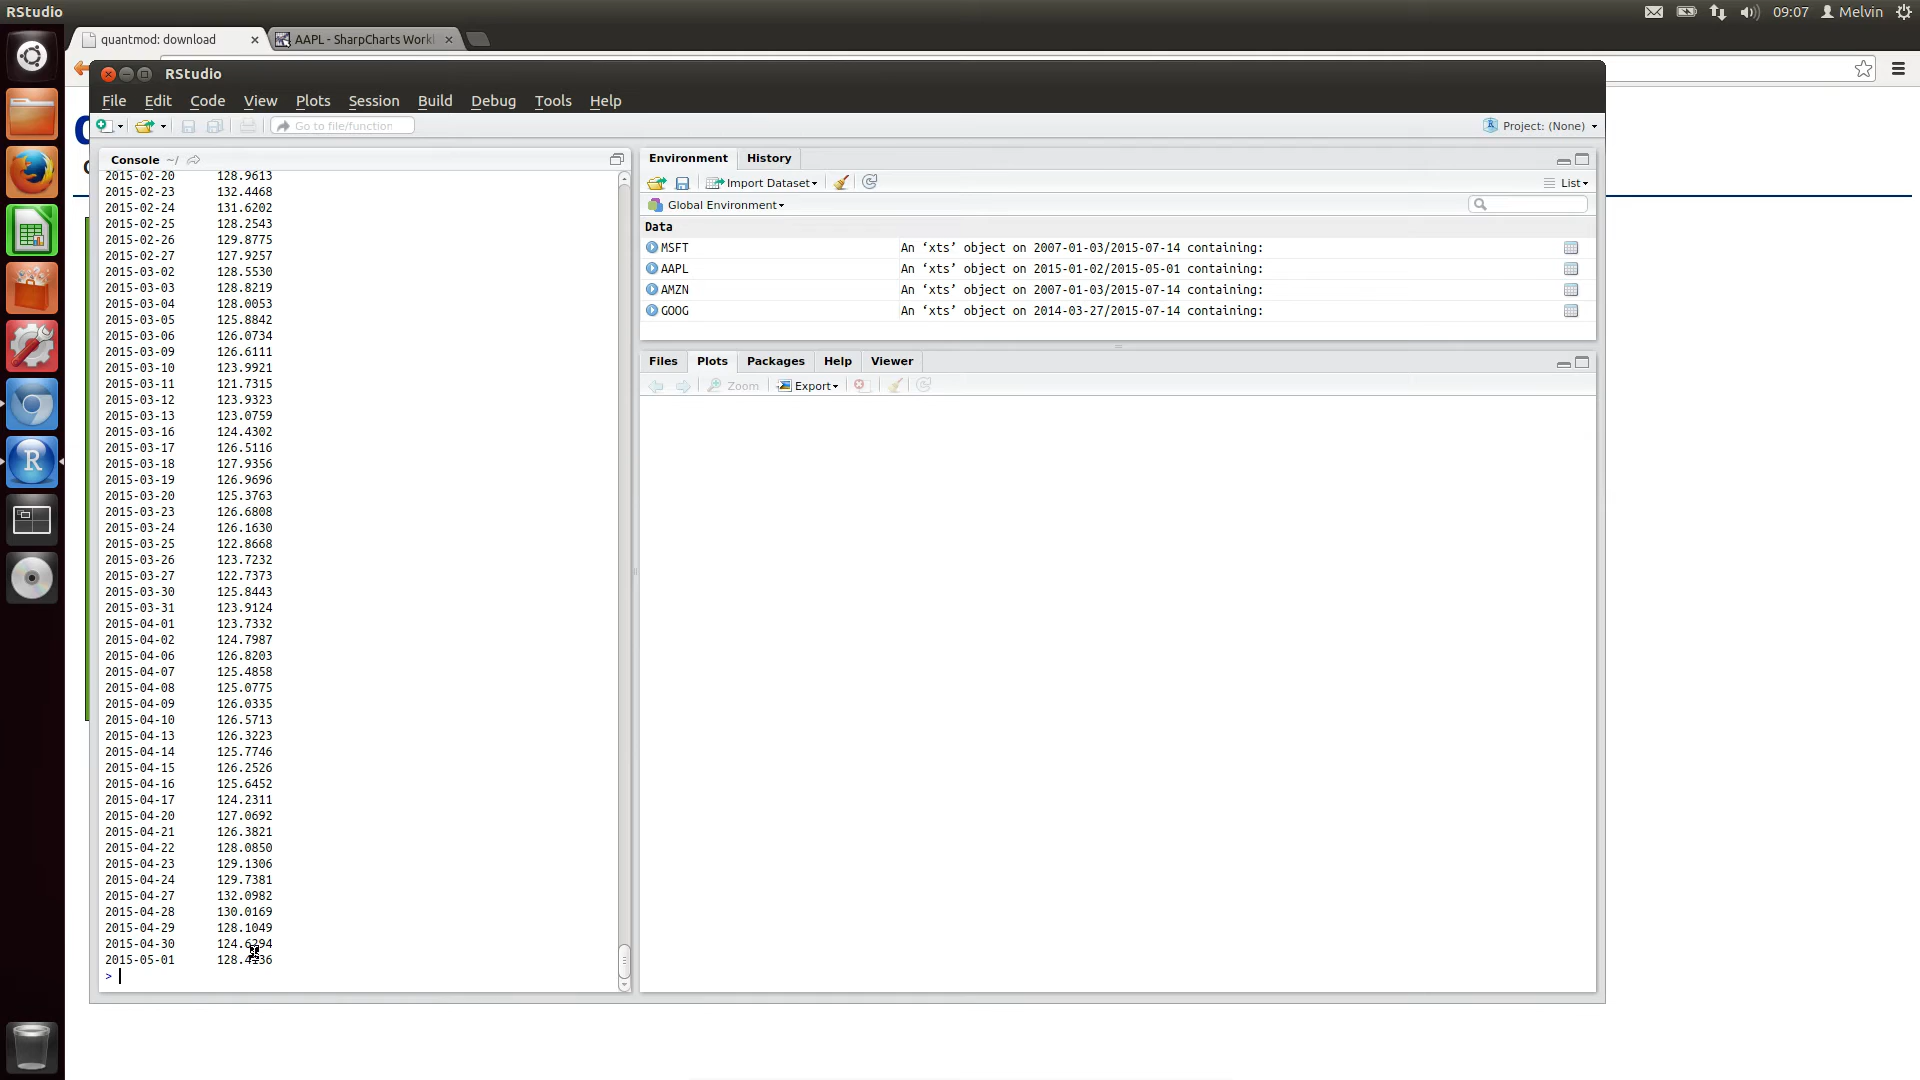 RStudio
09:07 Melvin
quantmod: download
AAPL - SharpCharts Work
RStudio
File Edit Code View Plots Session Build Debug Tools Help
Go to file/function
Project: (None)
Console ~/
2015-02-20 128.9613
2015-02-23 132.4468
2015-02-24 131.6202
2015-02-25 128.2543
2015-02-26 129.8775
2015-02-27 127.9257
2015-03-02 128.5530
2015-03-03 128.8219
2015-03-04 128.0053
2015-03-05 125.8842
2015-03-06 126.0734
2015-03-09 126.6111
2015-03-10 123.9921
2015-03-11 121.7315
2015-03-12 123.9323
2015-03-13 123.0759
2015-03-16 124.4302
2015-03-17 126.5116
2015-03-18 127.9356
2015-03-19 126.9696
2015-03-20 125.3763
2015-03-23 126.6808
2015-03-24 126.1630
2015-03-25 122.8668
2015-03-26 123.7232
2015-03-27 122.7373
2015-03-30 125.8443
2015-03-31 123.9124
2015-04-01 123.7332
2015-04-02 124.7987
2015-04-06 126.8203
2015-04-07 125.4858
2015-04-08 125.0775
2015-04-09 126.0335
2015-04-10 126.5713
2015-04-13 126.3223
2015-04-14 125.7746
2015-04-15 126.2526
2015-04-16 125.6452
2015-04-17 124.2311
2015-04-20 127.0692
2015-04-21 126.3821
2015-04-22 128.0850
2015-04-23 129.1306
2015-04-24 129.7381
2015-04-27 132.0982
2015-04-28 130.0169
2015-04-29 128.1049
2015-04-30
2015-05-01
>
Environment History
Import Dataset List
Global Environment
Data
MSFT An ‘xts’ object on 2007-01-03/2015-07-14 containing:
AAPL An ‘xts’ object on 2015-01-02/2015-05-01 containing:
AMZN An ‘xts’ object on 2007-01-03/2015-07-14 containing:
GOOG An ‘xts’ object on 2014-03-27/2015-07-14 containing:
Files Plots Packages Help Viewer
Zoom Export